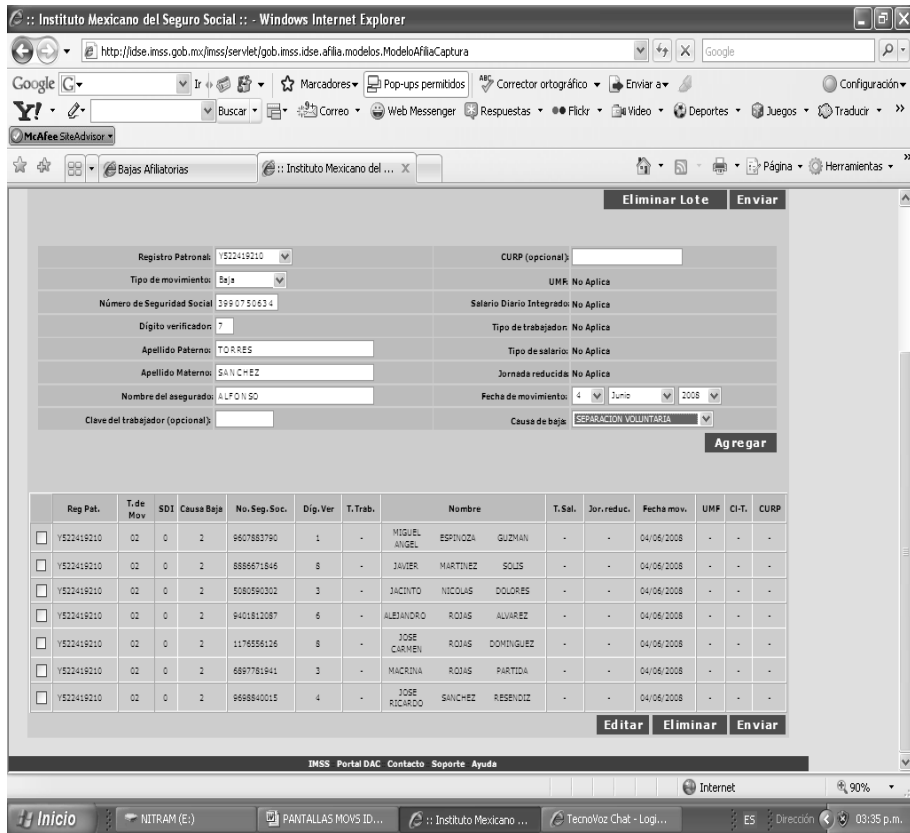 :: Instituto Mexicano del Seguro Social :: - Windows Internet Explorer
http://idse.imss.gob.mx/imss/servlet/gob.imss.idse.afilia.modelos.ModeloAfiliaCaptura Google
Google G Ir Marcadores Pop-ups permitidos Corrector ortográfico Enviar a Configuración
Y! Buscar Correo Web Messenger Respuestas Flickr Video Deportes Juegos Traducir »
McAfee SiteAdvisor
Bajas Afiliatorias :: Instituto Mexicano del ... X Página Herramientas »
Eliminar Lote Enviar
Registro Patronal: Y522419210 CURP (opcional):
Tipo de movimiento: Baja UMF: No Aplica
Número de Seguridad Social 3990750634 Salario Diario Integrado: No Aplica
Dígito verificador: 7 Tipo de trabajador: No Aplica
Apellido Paterno: TORRES Tipo de salario: No Aplica
Apellido Materno: SANCHEZ Jornada reducida: No Aplica
Nombre del asegurado: ALFONSO Fecha de movimiento: 4 Junio 2008
Clave del trabajador (opcional): Causa de baja: SEPARACION VOLUNTARIA
Agregar
Reg Pat. T. de Mov SDI Causa Baja No. Seg. Soc. Díg. Ver T. Trab. Nombre T. Sal. Jor. reduc. Fecha mov. UMF CI-T. CURP
Y522419210 02 0 2 9607883790 1 - MIGUEL ANGEL ESPINOZA GUZMAN - - 04/06/2008 - - -
Y522419210 02 0 2 8886671846 8 - JAVIER MARTINEZ SOLIS - - 04/06/2008 - - -
Y522419210 02 0 2 5080590302 3 - JACINTO NICOLAS DOLORES - - 04/06/2008 - - -
Y522419210 02 0 2 9401812087 6 - ALEJANDRO ROJAS ALVAREZ - - 04/06/2008 - - -
Y522419210 02 0 2 1176556126 8 - JOSE CARMEN ROJAS DOMINGUEZ - - 04/06/2008 - - -
Y522419210 02 0 2 6897781941 3 - MACRINA ROJAS PARTIDA - - 04/06/2008 - - -
Y522419210 02 0 2 9698840015 4 - JOSE RICARDO SANCHEZ RESENDIZ - - 04/06/2008 - - -
Editar Eliminar Enviar
IMSS Portal DAC Contacto Soporte Ayuda
Internet 90%
Inicio NITRAM (E:) PANTALLAS MOVS ID... :: Instituto Mexicano ... TecnoVoz Chat - Logi... ES Dirección 03:35 p.m.